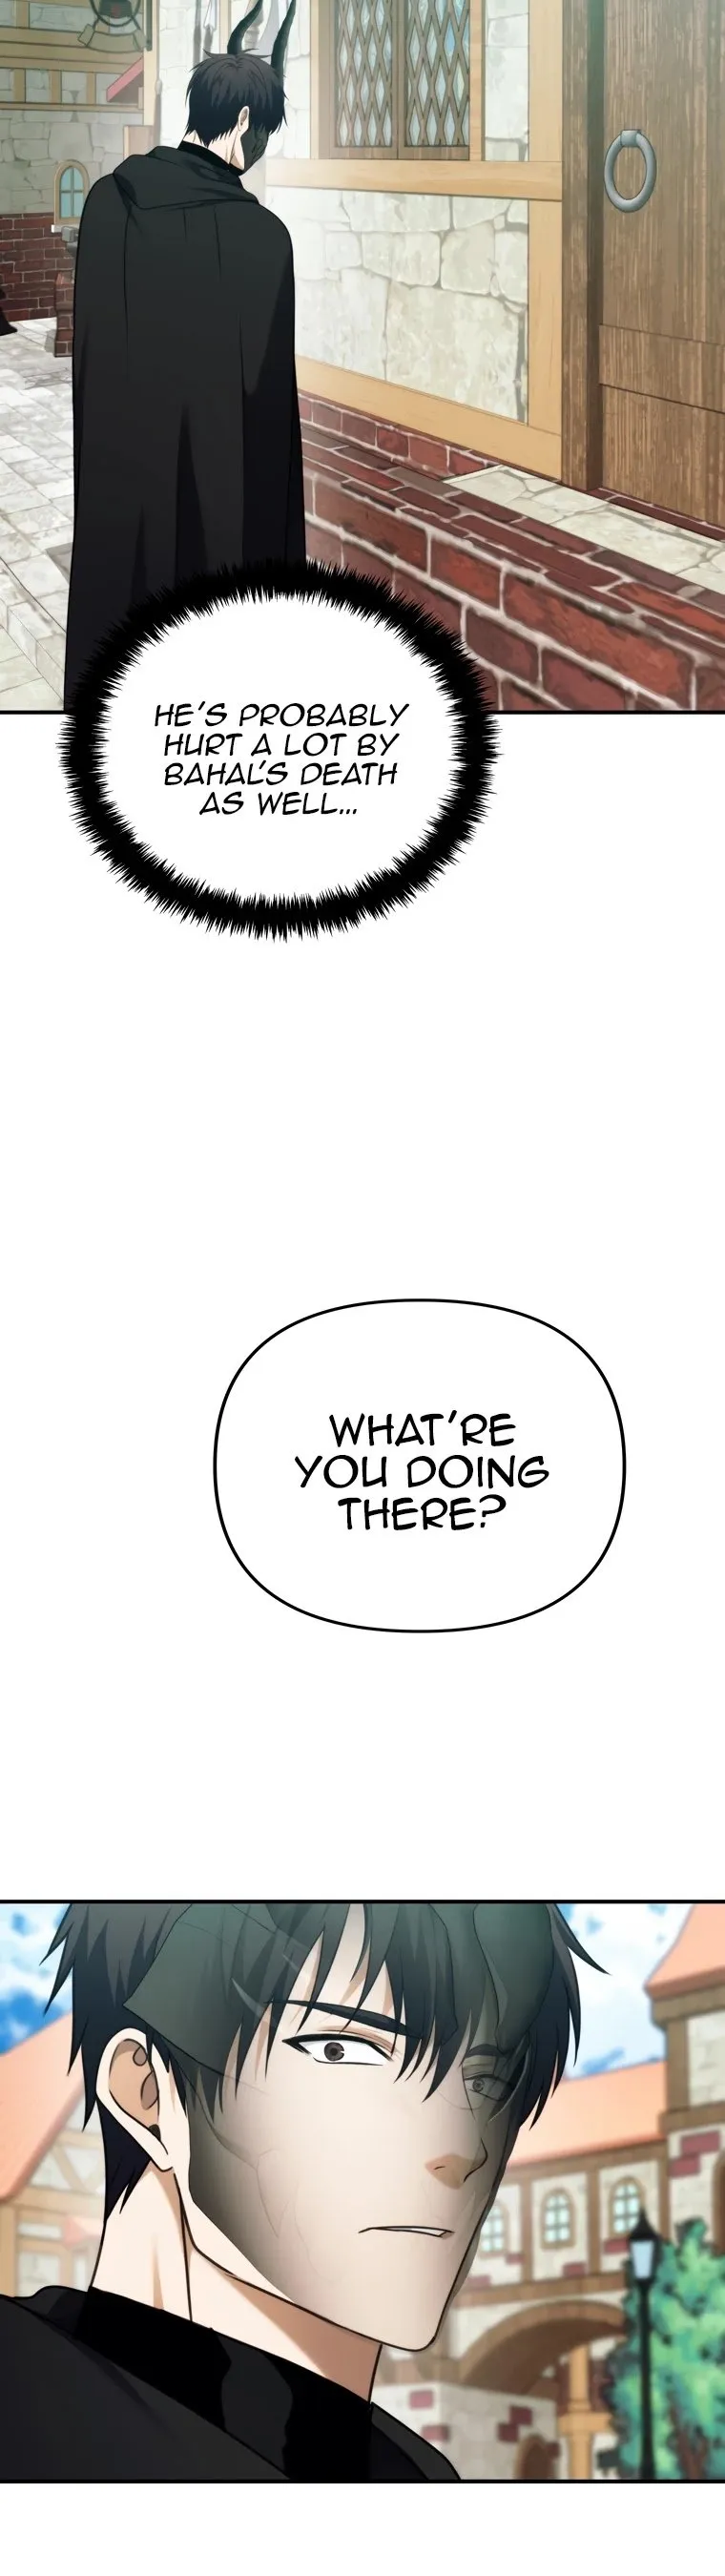 HE'S PROBABLY
HURT A LOT BY
BAHAL'S DEATH
AS WELL...
WHAT'RE
YOU DOING
THERE?